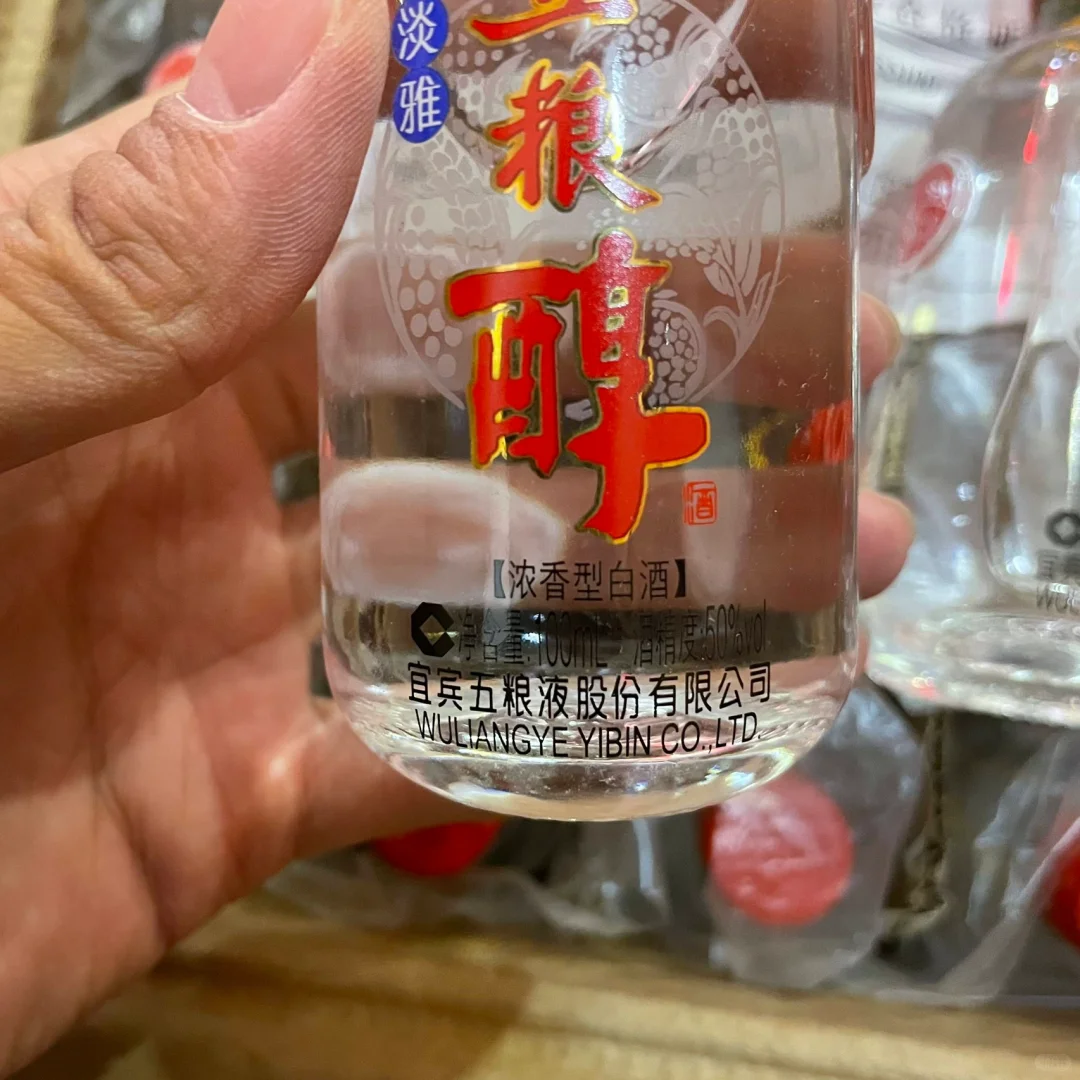 淡雅
五粮醇
酒
【浓香型白酒】
净含量:100mL 酒精度:50%vol
宜宾五粮液股份有限公司
WULIANGYE YIBIN CO.,LTD.